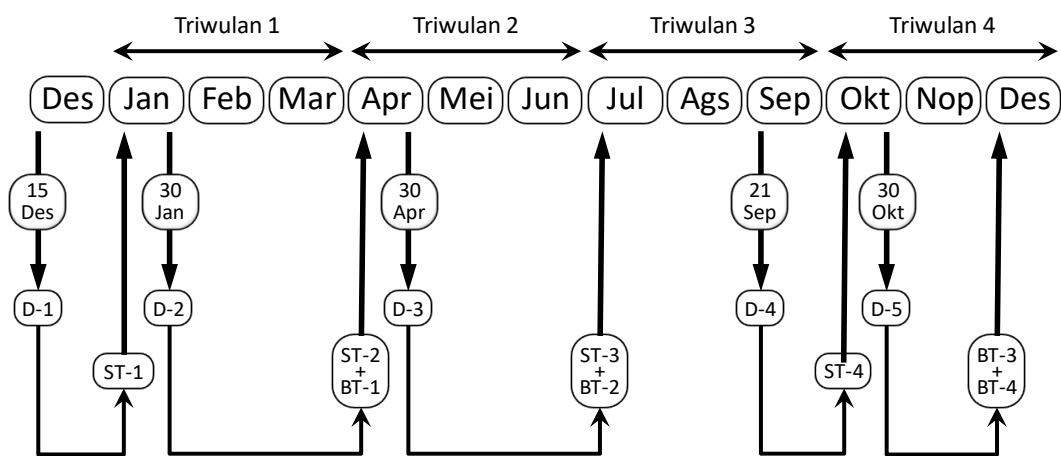 Triwulan 1
Triwulan 2
Triwulan 3
Triwulan 4
Des
Jan
Feb
Mar
Apr
Mei
Jun
Jul
Ags
Sep
Okt
Nop
Des
15
Des
30
Jan
30
Apr
21
Sep
30
Okt
D-1
D-2
D-3
D-4
D-5
ST-1
ST-2
+
BT-1
ST-3
+
BT-2
ST-4
BT-3
+
BT-4